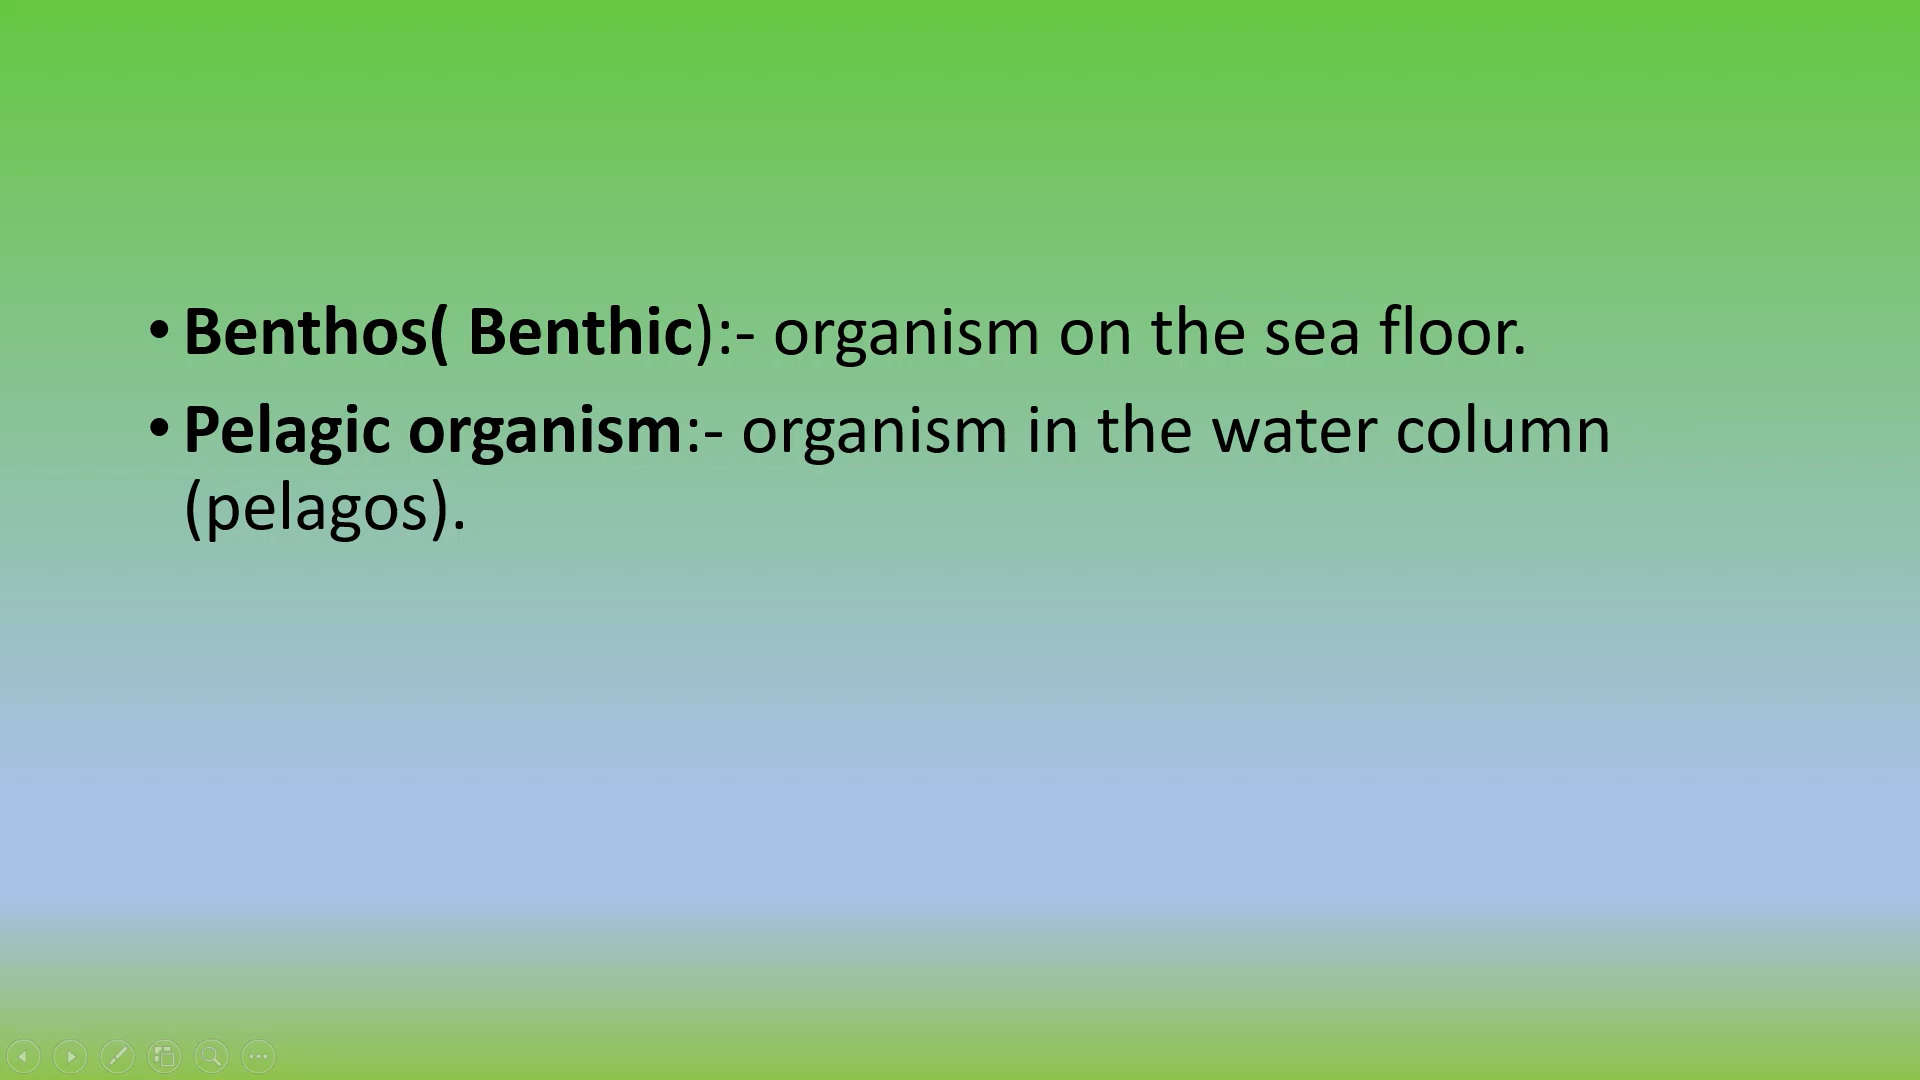 • Benthos( Benthic):- organism on the sea floor.
• Pelagic organism:- organism in the water column
(pelagos).